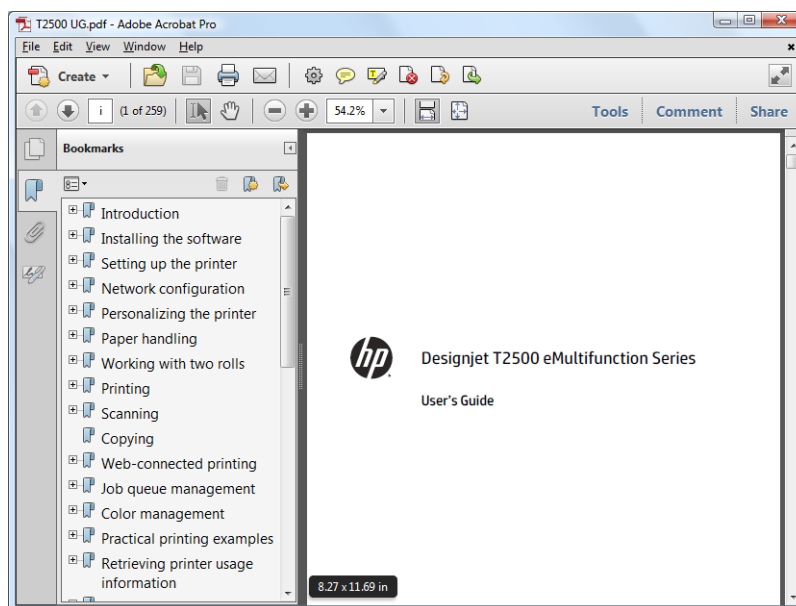 T2500 UG.pdf - Adobe Acrobat Pro
File Edit View Window Help
Create
i (1 of 259) 54.2% Tools Comment Share
Bookmarks
Introduction
Installing the software
Setting up the printer
Network configuration
Personalizing the printer
Paper handling
Working with two rolls
Printing
Scanning
Copying
Web-connected printing
Job queue management
Color management
Practical printing examples
Retrieving printer usage
information
hp
Designjet T2500 eMultifunction Series
User's Guide
8.27 x 11.69 in